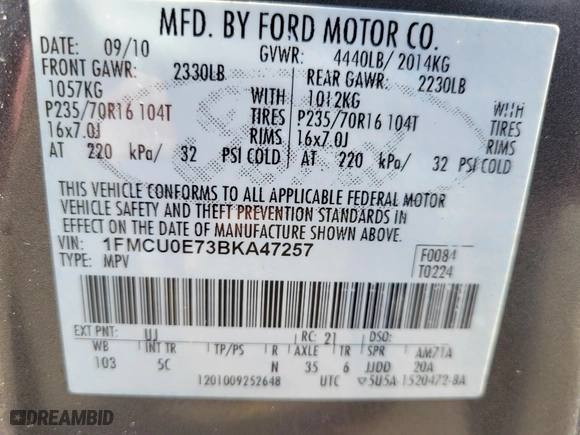 MFD. BY FORD MOTOR CO.
DATE: 09/10 GVWR: 4440LB/ 2014KG
FRONT GAWR: 2330LB REAR GAWR: 2230LB
1057KG WITH 1012KG WITH
P235/70R16 104T TIRES P235/70R16 104T TIRES
16x7.0J RIMS 16x7.0J RIMS
AT 220 kPa/ 32 PSI COLD AT 220 kPa/ 32 PSI COLD
THIS VEHICLE CONFORMS TO ALL APPLICABLE FEDERAL MOTOR
VEHICLE SAFETY AND THEFT PREVENTION STANDARDS IN
EFFECT ON THE DATE OF MANUFACTURE SHOWN ABOVE.
VIN: 1FMCU0E73BKA47257 F0084
TYPE: MPV T0224
EXT PNT: UJ RC: 21 DSO:
WB INT TR TP/PS R AXLE TR SPR AM71A
103 5C N 35 6 JJDD 20A
1201009252648 UTC 5U5A-1520472-BA
DREAMBID